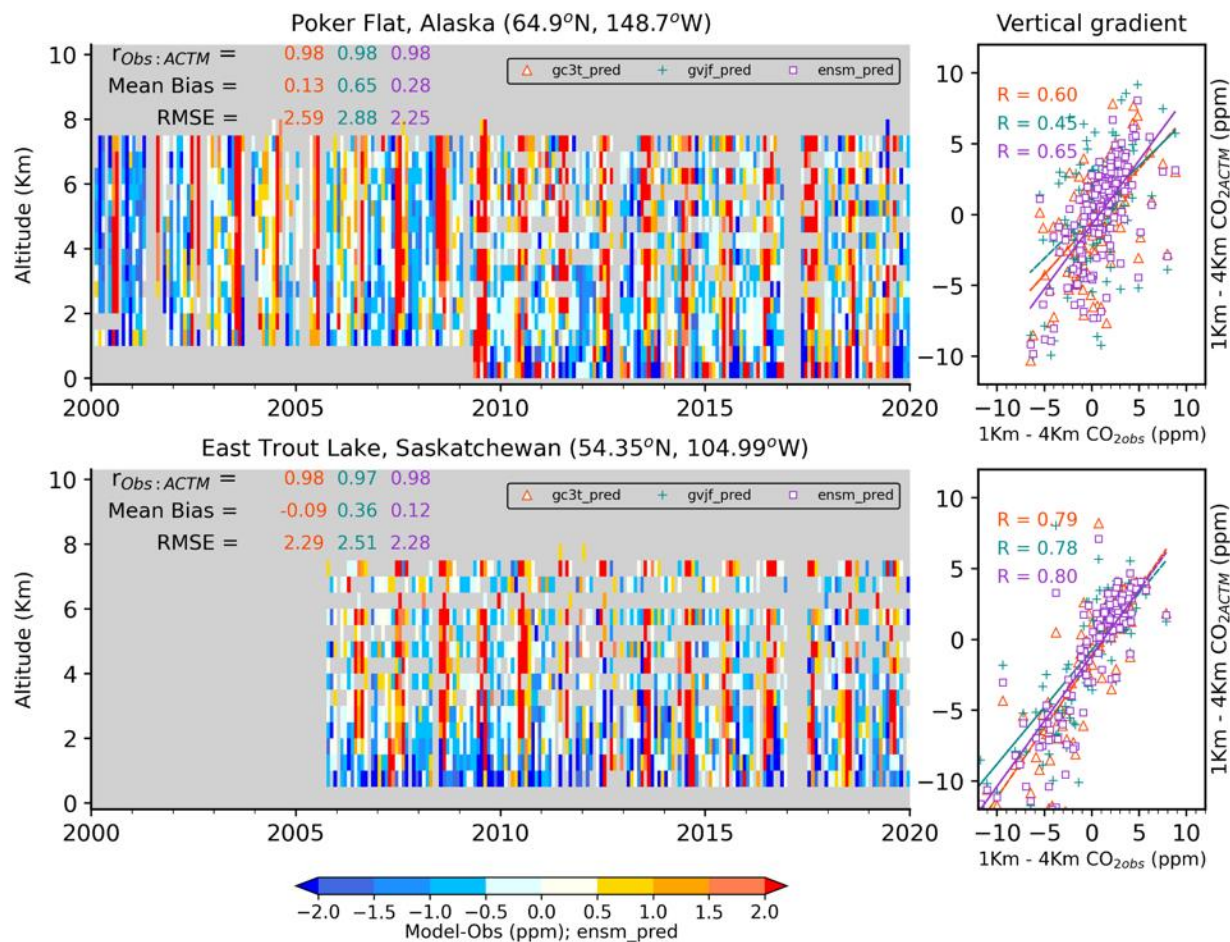 Poker Flat, Alaska (64.9°N, 148.7°W)
Vertical gradient
r_Obs:ACTM = 0.98 0.98 0.98
Mean Bias = 0.13 0.65 0.28
RMSE = 2.59 2.88 2.25
gc3t_pred gvjf_pred ensm_pred
Altitude (Km)
10
8
6
4
2
0
2000 2005 2010 2015 2020
R = 0.60
R = 0.45
R = 0.65
10
5
0
−5
−10
−10 −5 0 5 10
1Km - 4Km CO2obs (ppm)
1Km - 4Km CO2ACTM (ppm)
East Trout Lake, Saskatchewan (54.35°N, 104.99°W)
r_Obs:ACTM = 0.98 0.97 0.98
Mean Bias = -0.09 0.36 0.12
RMSE = 2.29 2.51 2.28
gc3t_pred gvjf_pred ensm_pred
Altitude (Km)
10
8
6
4
2
0
2000 2005 2010 2015 2020
R = 0.79
R = 0.78
R = 0.80
10
5
0
−5
−10
−10 −5 0 5 10
1Km - 4Km CO2obs (ppm)
1Km - 4Km CO2ACTM (ppm)
−2.0 −1.5 −1.0 −0.5 0.0 0.5 1.0 1.5 2.0
Model-Obs (ppm); ensm_pred